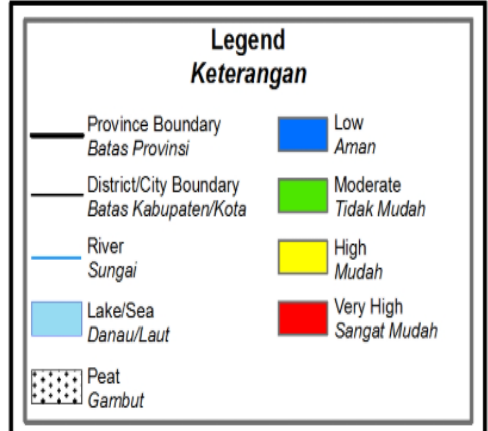 Legend
Keterangan
Province Boundary
Batas Provinsi
District/City Boundary
Batas Kabupaten/Kota
River
Sungai
Lake/Sea
Danau/Laut
Peat
Gambut
Low
Aman
Moderate
Tidak Mudah
High
Mudah
Very High
Sangat Mudah